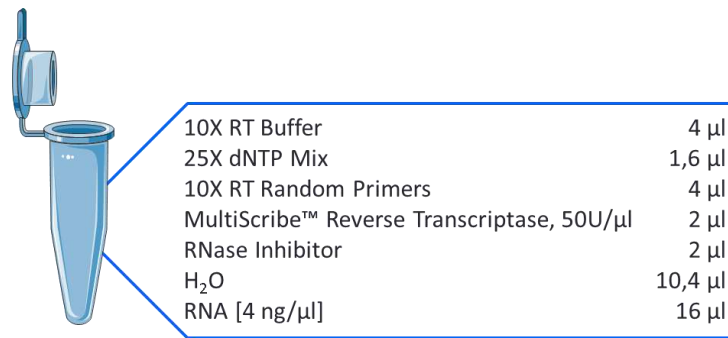 10X RT Buffer 4 µl
25X dNTP Mix 1,6 µl
10X RT Random Primers 4 µl
MultiScribe™ Reverse Transcriptase, 50U/µl 2 µl
RNase Inhibitor 2 µl
H₂O 10,4 µl
RNA [4 ng/µl] 16 µl